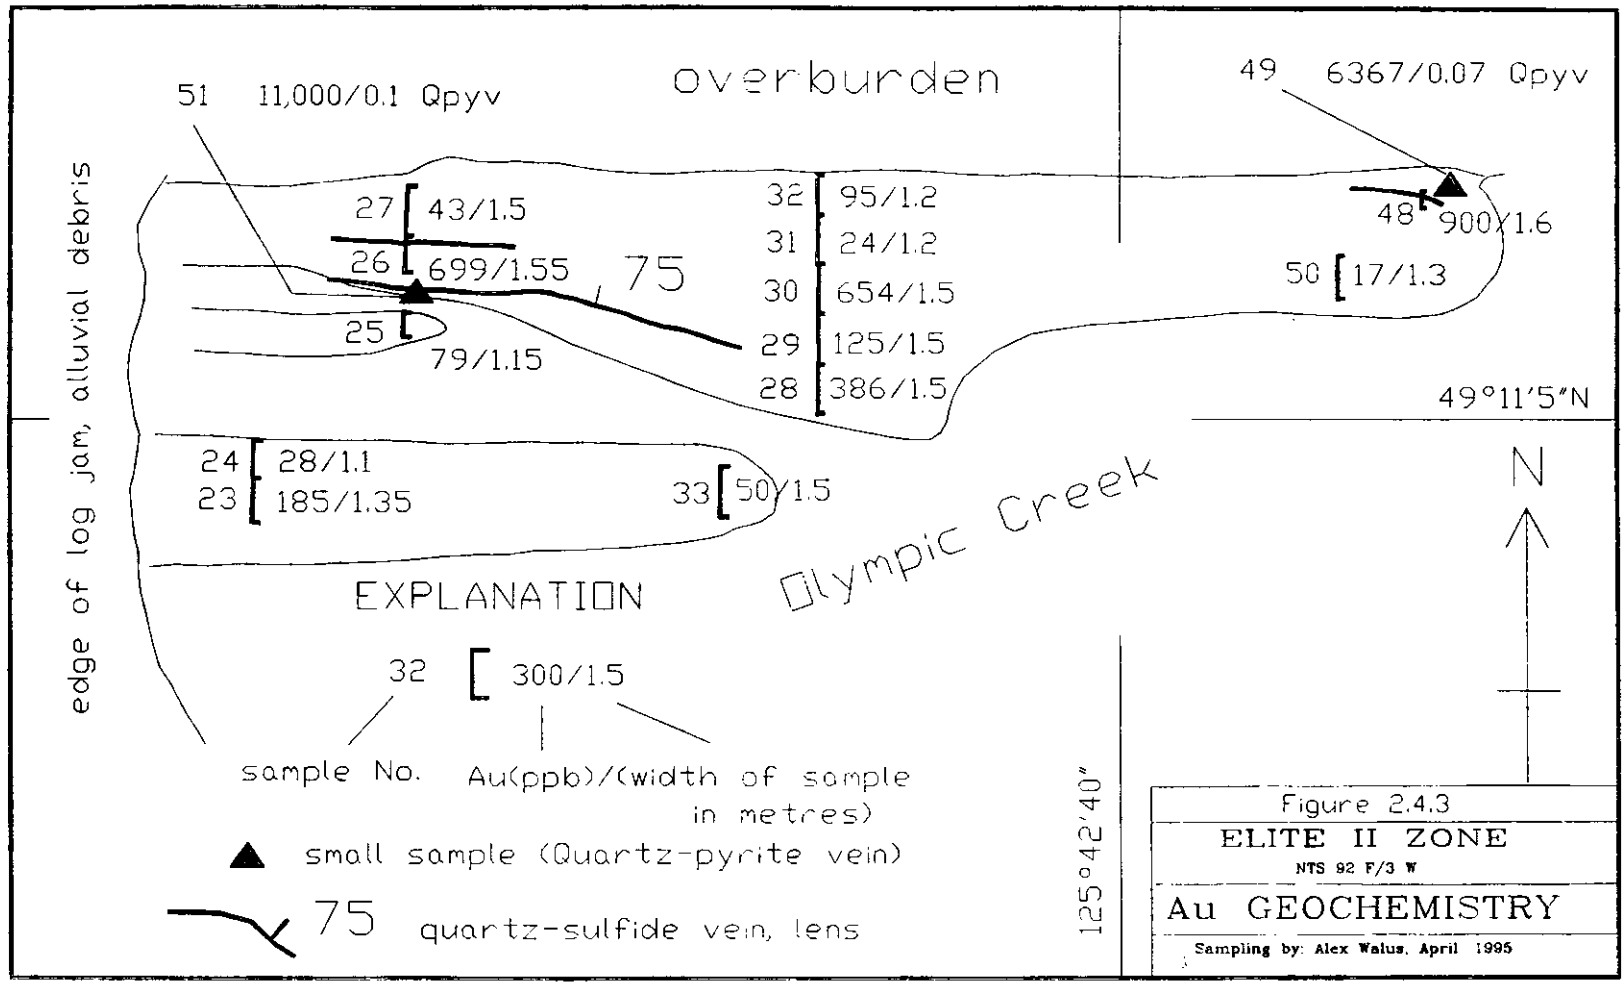 overburden
51 11,000/0.1 Qpyv
49 6367/0.07 Qpyv
edge of log jam, alluvial debris
27 43/1.5
26 699/1.55
75
25 79/1.15
32 95/1.2
31 24/1.2
30 654/1.5
29 125/1.5
28 386/1.5
48 900/1.6
50 17/1.3
49°11'5"N
24 28/1.1
23 185/1.35
33 50/1.5
Olympic Creek
N
EXPLANATION
32 300/1.5
sample No. Au(ppb)/(width of sample
in metres)
small sample (Quartz-pyrite vein)
75 quartz-sulfide vein, lens
125°42'40"
Figure 2.4.3
ELITE II ZONE
NTS 92 F/3 W
Au GEOCHEMISTRY
Sampling by: Alex Walus, April 1995